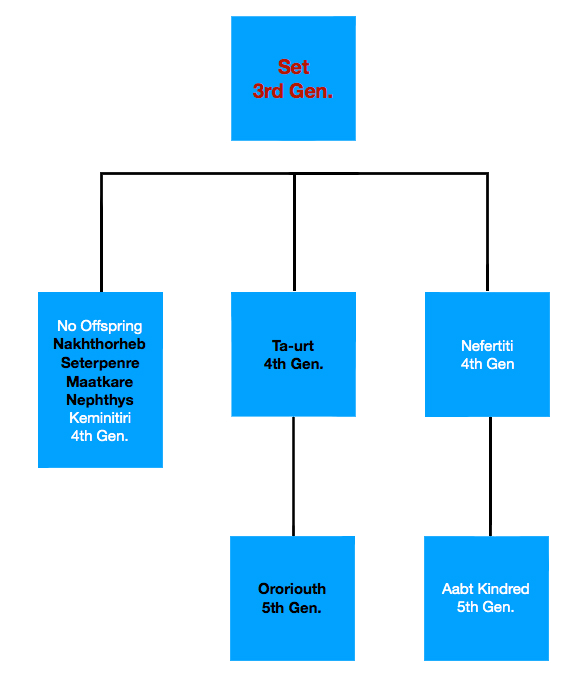 Set
3rd Gen.
No Offspring
Nakhthorheb
Seterpenre
Maatkare
Nephthys
Keminitiri
4th Gen.
Ta-urt
4th Gen.
Nefertiti
4th Gen
Ororiouth
5th Gen.
Aabt Kindred
5th Gen.